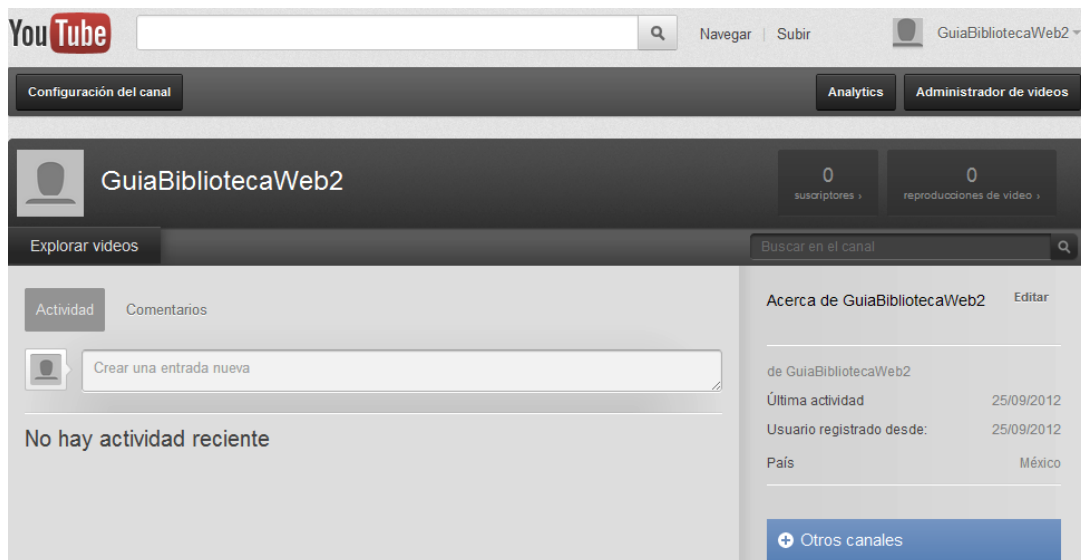 YouTube Navegar Subir GuiaBibliotecaWeb2
Configuración del canal Analytics Administrador de videos
GuiaBibliotecaWeb2
0 0
suscriptores › reproducciones de video ›
Explorar videos Buscar en el canal
Actividad Comentarios
Crear una entrada nueva
No hay actividad reciente
Acerca de GuiaBibliotecaWeb2 Editar
de GuiaBibliotecaWeb2
Última actividad 25/09/2012
Usuario registrado desde: 25/09/2012
País México
Otros canales